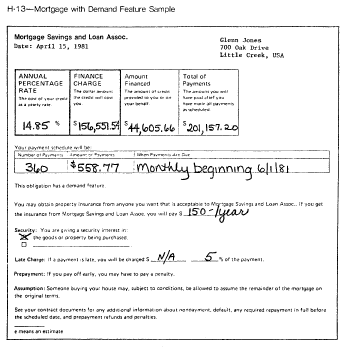 H-13—Mortgage with Demand Feature Sample
Mortgage Savings and Loan Assoc.
Date: April 15, 1981
Glenn Jones
700 Oak Drive
Little Creek, USA
ANNUAL PERCENTAGE RATE
The cost of your credit as a yearly rate.
14.85 %
FINANCE CHARGE
The dollar amount the credit will cost you.
$156,551.54
Amount Financed
The amount of credit provided to you or on your behalf.
$44,605.66
Total of Payments
The amount you will have paid after you have made all payments as scheduled.
$201,157.20
Your payment schedule will be:
Number of Payments Amount of Payments When Payments Are Due
360 $558.77 Monthly beginning 6/1/81
This obligation has a demand feature.
You may obtain property insurance from anyone you want that is acceptable to Mortgage Savings and Loan Assoc.. If you get
the insurance from Mortgage Savings and Loan Assoc. you will pay $ 150-/year
Security: You are giving a security interest in:
the goods or property being purchased.
Late Charge: If a payment is late, you will be charged $ N/A 5 % of the payment.
Prepayment: If you pay off early, you may have to pay a penalty.
Assumption: Someone buying your house may, subject to conditions, be allowed to assume the remainder of the mortgage on
the original terms.
See your contract documents for any additional information about nonpayment, default, any required repayment in full before
the scheduled date, and prepayment refunds and penalties.
e means an estimate